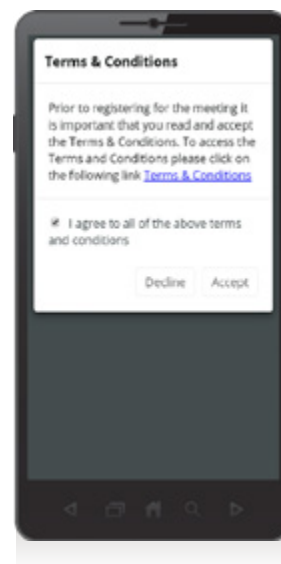 Terms & Conditions
Prior to registering for the meeting it
is important that you read and accept
the Terms & Conditions. To access the
Terms and Conditions please click on
the following link Terms & Conditions
I agree to all of the above terms
and conditions
Decline Accept